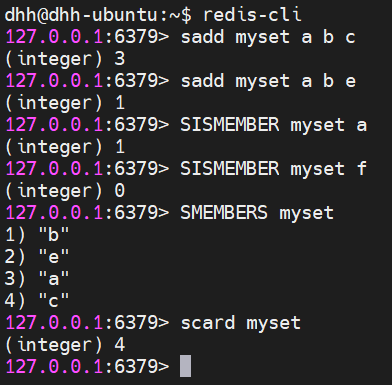 dhh@dhh-ubuntu:~$ redis-cli
127.0.0.1:6379> sadd myset a b c
(integer) 3
127.0.0.1:6379> sadd myset a b e
(integer) 1
127.0.0.1:6379> SISMEMBER myset a
(integer) 1
127.0.0.1:6379> SISMEMBER myset f
(integer) 0
127.0.0.1:6379> SMEMBERS myset
1) "b"
2) "e"
3) "a"
4) "c"
127.0.0.1:6379> scard myset
(integer) 4
127.0.0.1:6379>